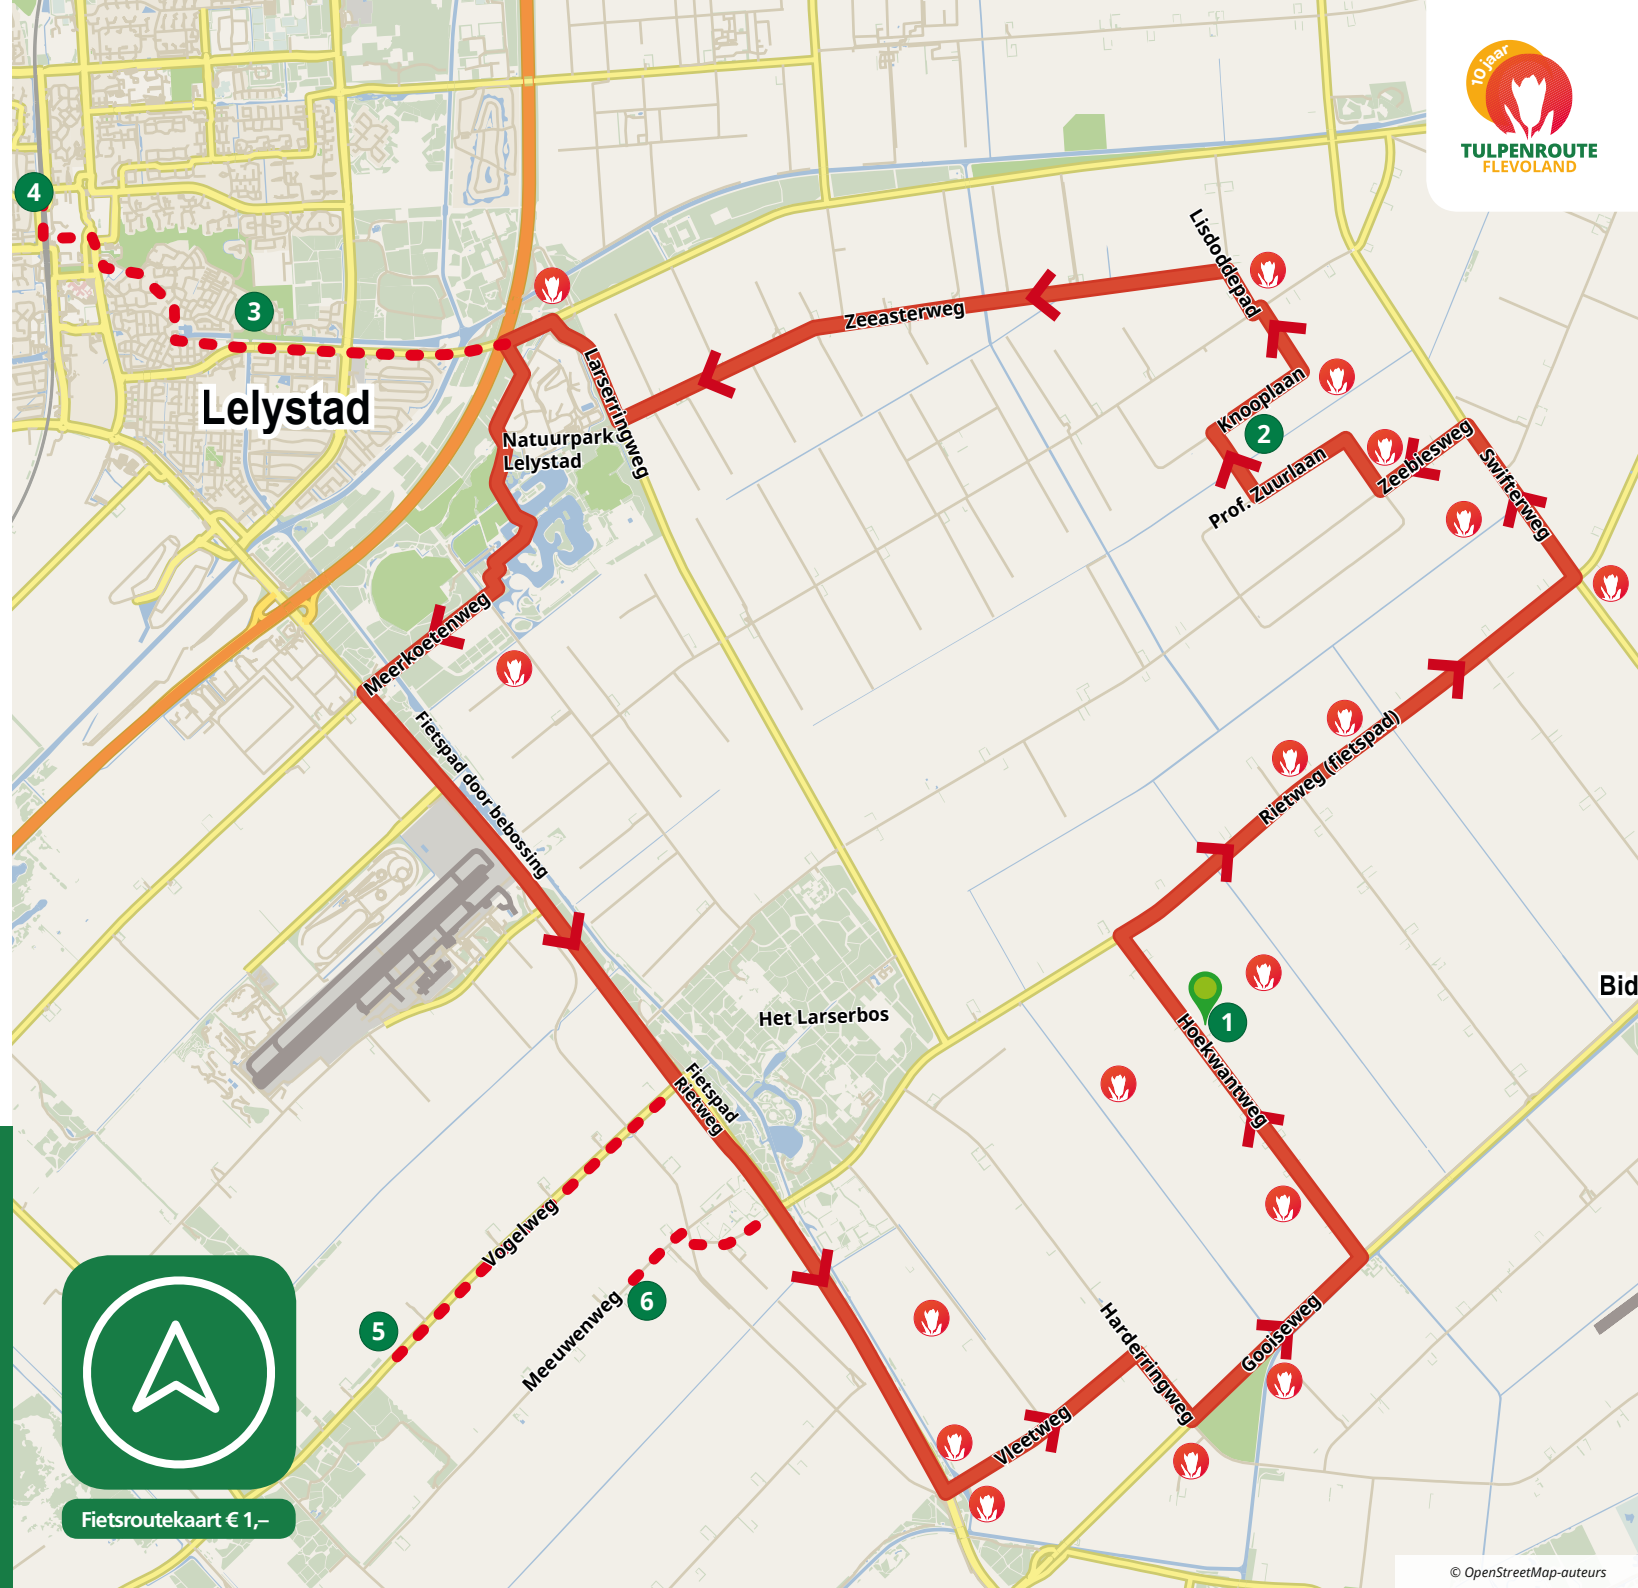 10 jaar
TULPENROUTE
FLEVOLAND
4
3
Lelystad
Lisdoddepad
Zeeasterweg
Larserringweg
Natuurpark
Lelystad
Knooplaan
2
Zeebiesweg
Swifterweg
Prof. Zuurlaan
Meerkoetenweg
Fietspad door bebossing
Rietweg (fietspad)
Bid
Het Larserbos
1
Hoekwantweg
Fietspad
Rietweg
Vogelweg
Meeuwenweg
6
5
Harderringweg
Gooiseweg
Vleetweg
Fietsroutekaart € 1,–
© OpenStreetMap-auteurs